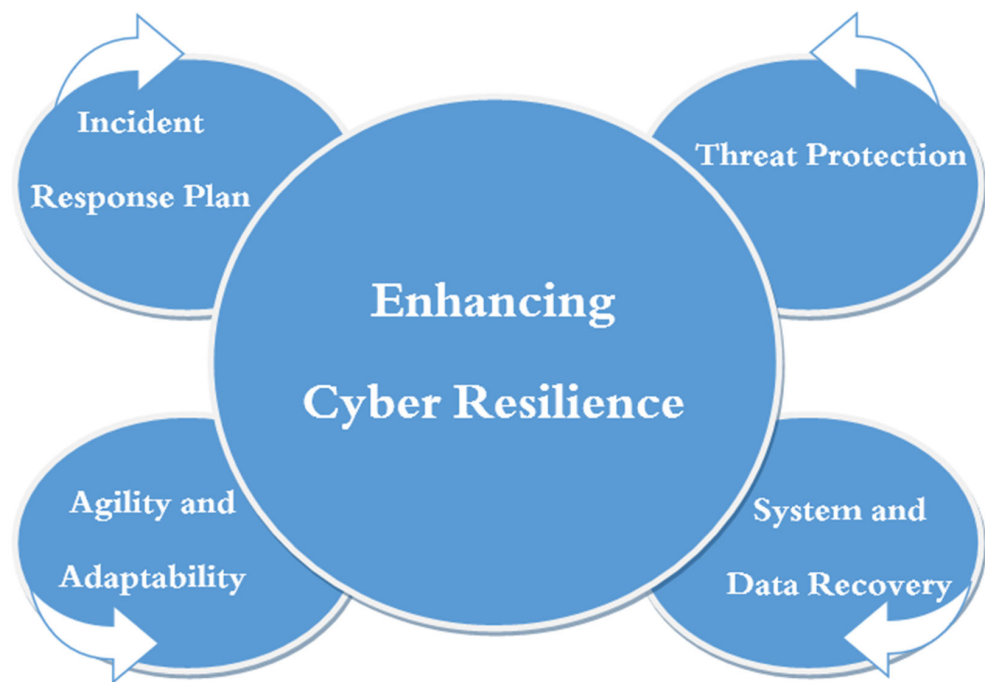 Incident
Response Plan
Threat Protection
Enhancing
Cyber Resilience
Agility and
Adaptability
System and
Data Recovery